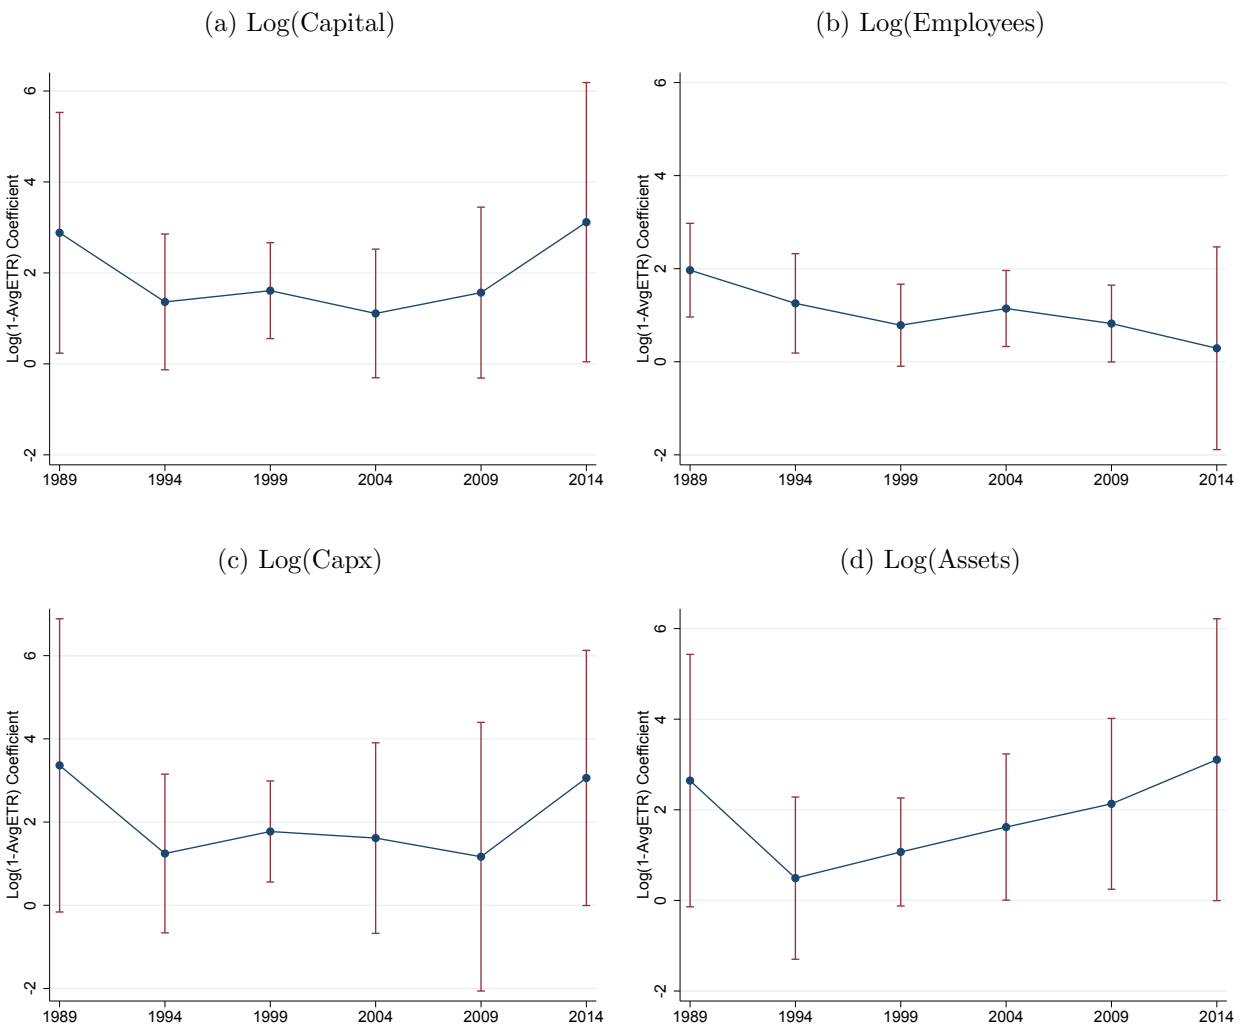 (a) Log(Capital)
Log(1-AvgETR) Coefficient
6
4
2
0
-2
1989 1994 1999 2004 2009 2014
(b) Log(Employees)
Log(1-AvgETR) Coefficient
6
4
2
0
-2
1989 1994 1999 2004 2009 2014
(c) Log(Capx)
Log(1-AvgETR) Coefficient
6
4
2
0
-2
1989 1994 1999 2004 2009 2014
(d) Log(Assets)
Log(1-AvgETR) Coefficient
6
4
2
0
-2
1989 1994 1999 2004 2009 2014